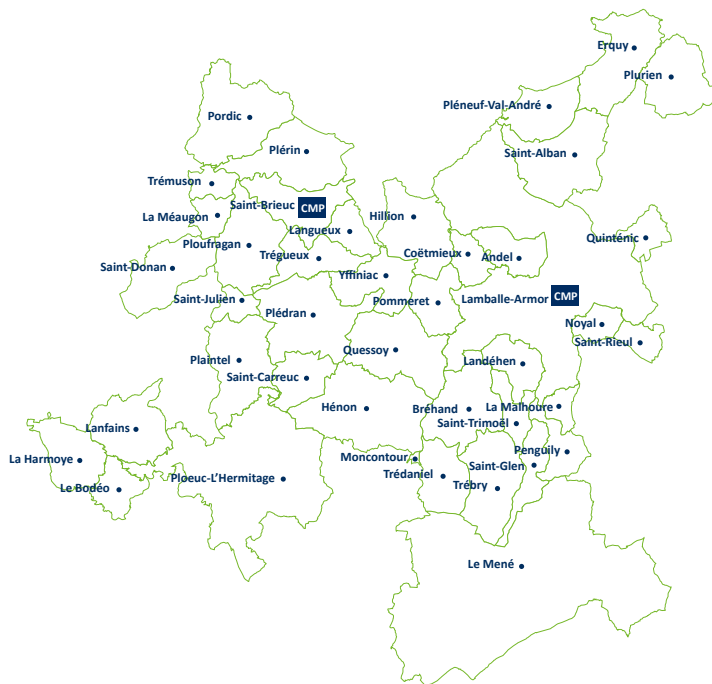 Erquy
Plurien
Pléneuf-Val-André
Pordic
Plérin
Saint-Alban
Trémuson
Saint-Brieuc CMP
La Méaugon
Hillion
Langueux
Quinténic
Ploufragan
Trégueux
Coëtmieux
Andel
Saint-Donan
Yffiniac
Saint-Julien
Pommeret
Lamballe-Armor CMP
Plédran
Noyal
Saint-Rieul
Quessoy
Plaintel
Landéhen
Saint-Carreuc
Hénon
Bréhand
La Malhoure
Saint-Trimoël
Lanfains
Penguily
La Harmoye
Moncontour
Saint-Glen
Ploeuc-L'Hermitage
Trédaniel
Le Bodéo
Trébry
Le Mené